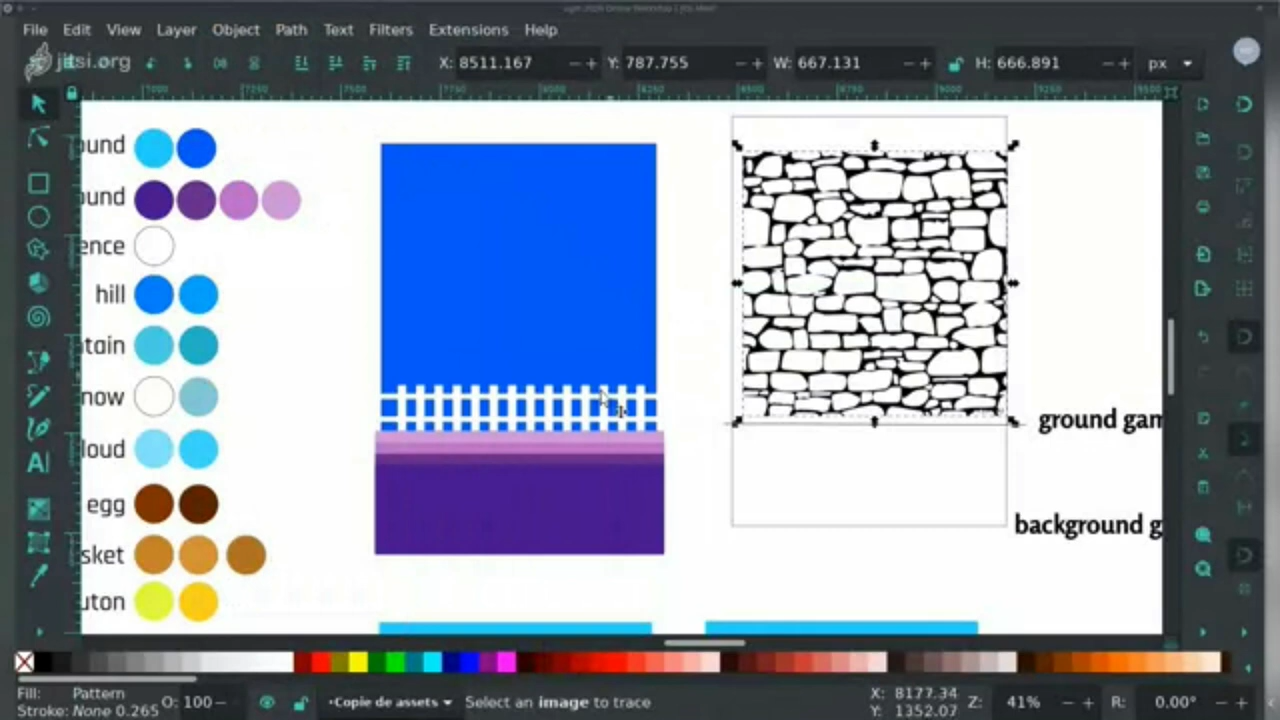 File Edit View Layer Object Path Text Filters Extensions Help
jitsi.org
X: 8511.167 Y: 787.755 W: 667.131 H: 666.891 px
ound
ound
ence
hill
tain
now
loud
egg
sket
uton
ground gam
background g
Fill: Pattern O: 100 •Copie de assets Select an image to trace X: 8177.34 Z: 41% R: 0.00°
Stroke: None 0.265 Y: 1352.07